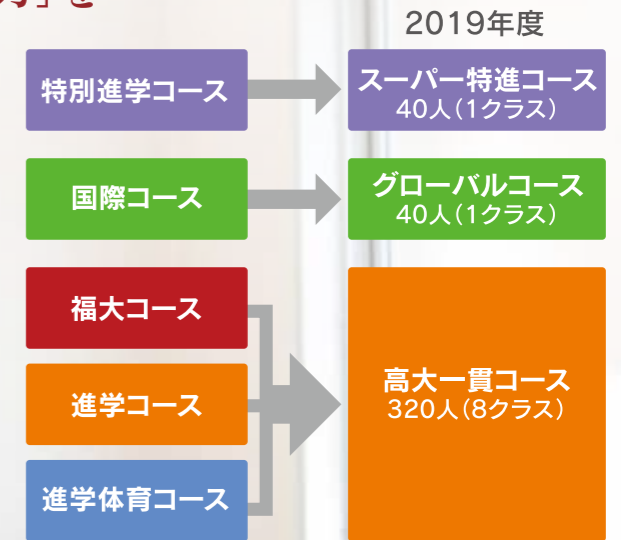 」を
2019年度
特別進学コース
スーパー特進コース
40人(1クラス)
国際コース
グローバルコース
40人(1クラス)
福大コース
進学コース
進学体育コース
高大一貫コース
320人(8クラス)